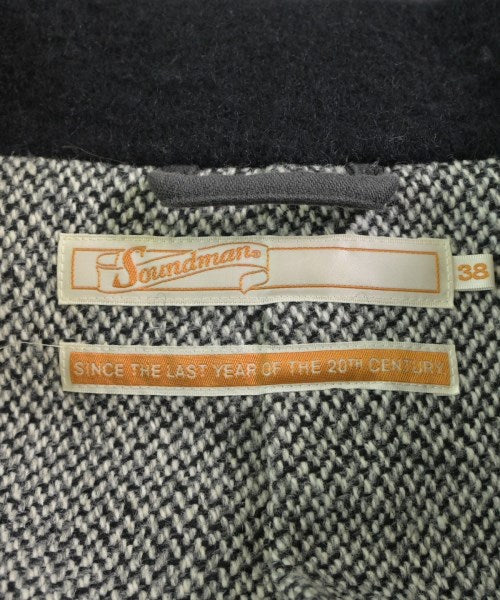 Soundman®
38
SINCE THE LAST YEAR OF THE 20TH CENTURY